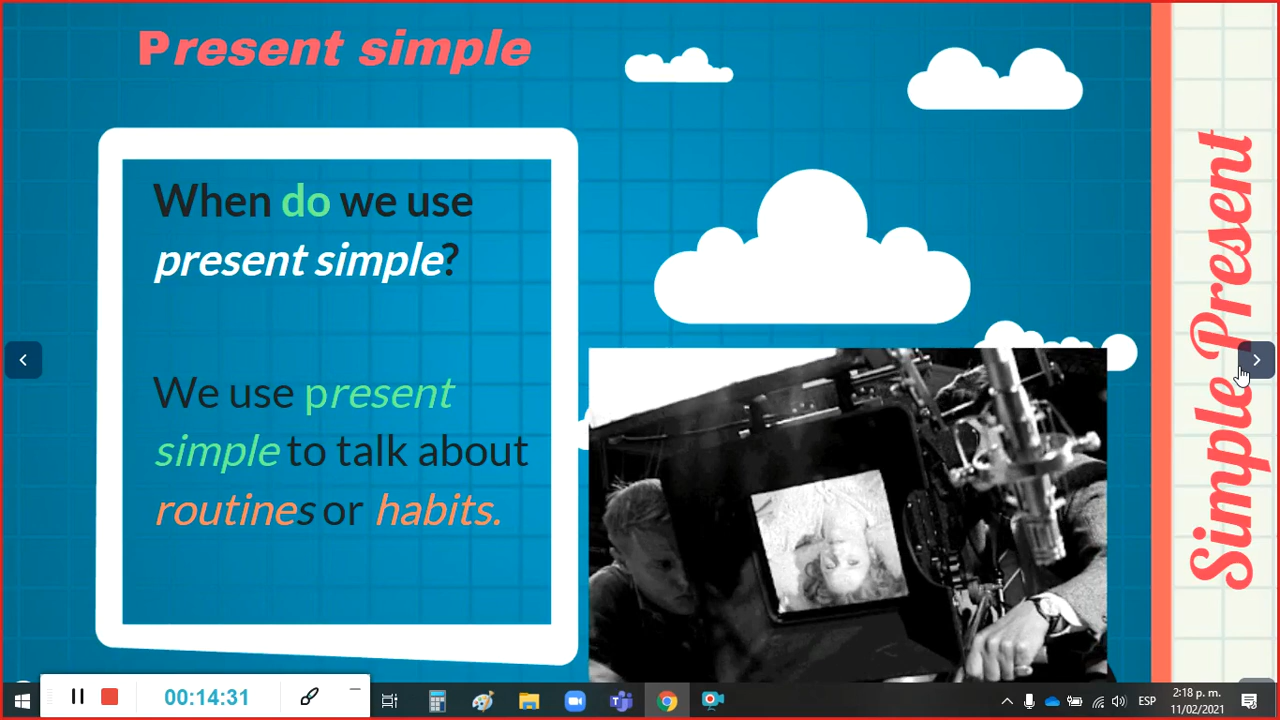 Present simple
When do we use
present simple?
We use present
simple to talk about
routines or habits.
Simple Present
00:14:31
ESP
2:18 p. m.
11/02/2021